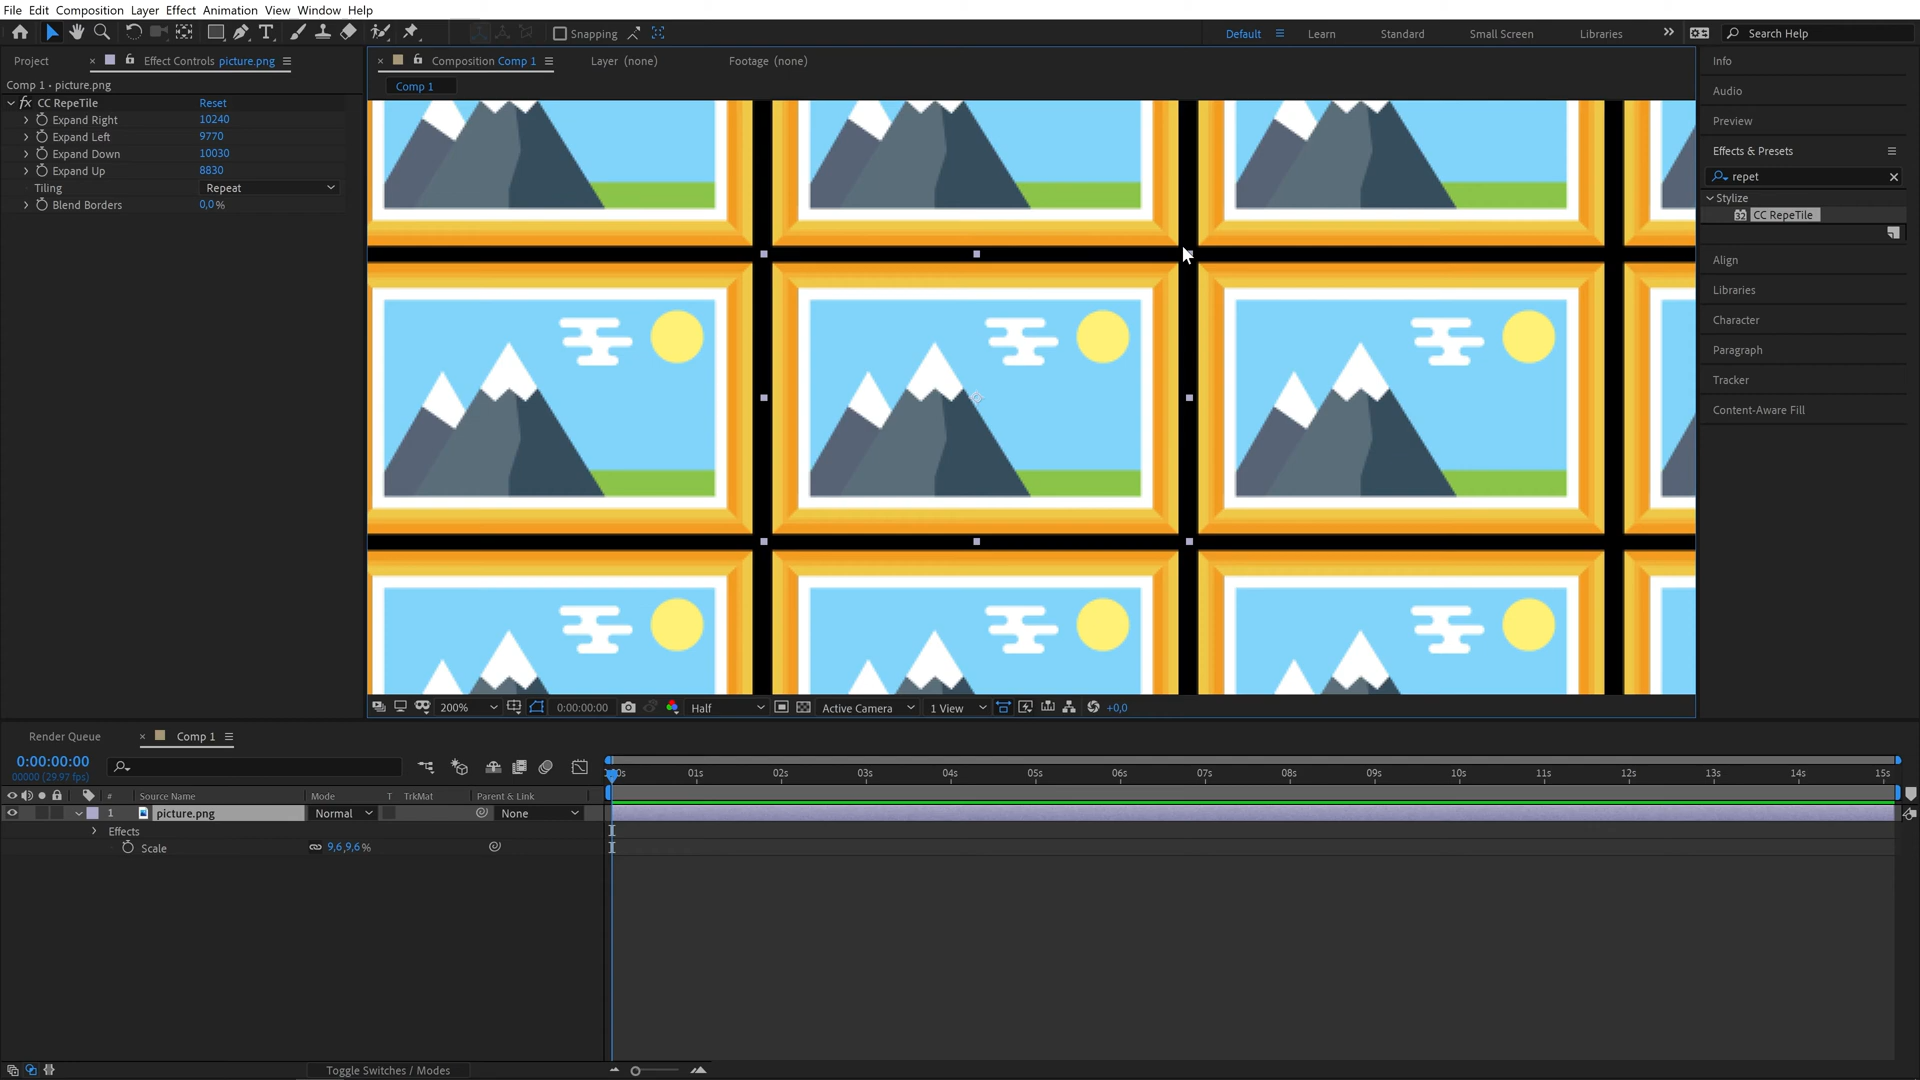 File Edit Composition Layer Effect Animation View Window Help
Snapping
Default Learn Standard Small Screen Libraries
Search Help
Project
Effect Controls picture.png
Comp 1 • picture.png
fx CC RepeTile Reset
Expand Right 10240
Expand Left 9770
Expand Down 10030
Expand Up 8830
Tiling Repeat
Blend Borders 0,0%
Composition Comp 1
Layer (none)
Footage (none)
Comp 1
200%
0:00:00:00
Half
Active Camera
1 View
+0,0
Info
Audio
Preview
Effects & Presets
repet
Stylize
32 CC RepeTile
Align
Libraries
Character
Paragraph
Tracker
Content-Aware Fill
Render Queue
Comp 1
0:00:00:00
00000 (29.97 fps)
# Source Name Mode T TrkMat Parent & Link
1 picture.png Normal None
Effects
Scale 9,6,9,6%
01s 02s 03s 04s 05s 06s 07s 08s 09s 10s 11s 12s 13s 14s 15s
Toggle Switches / Modes